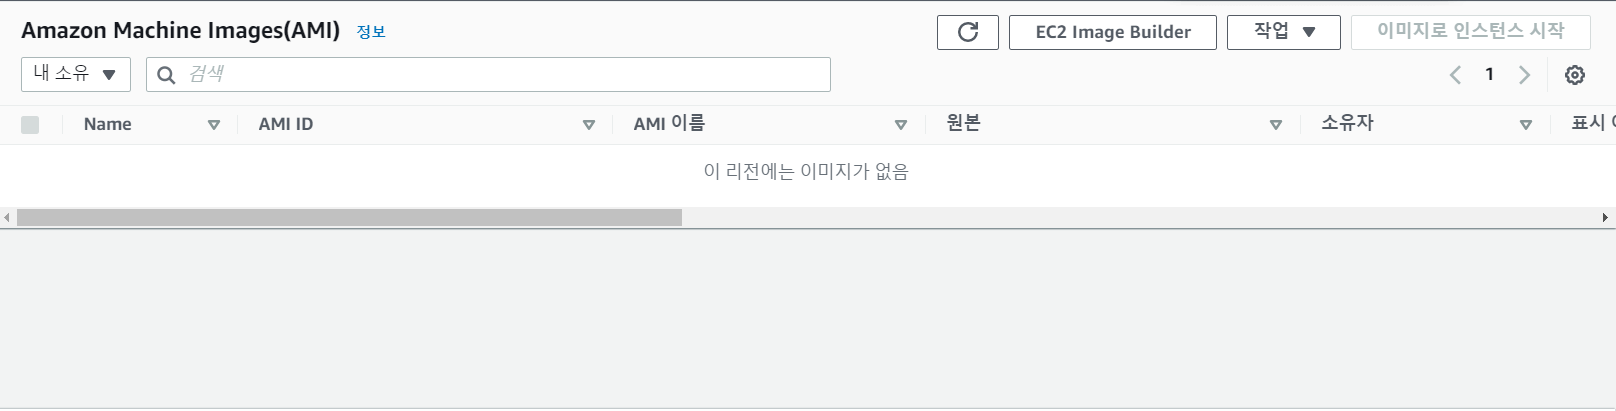 Amazon Machine Images(AMI) 정보
EC2 Image Builder 작업 이미지로 인스턴스 시작
내 소유 검색 1
Name AMI ID AMI 이름 원본 소유자 표시
이 리전에는 이미지가 없음